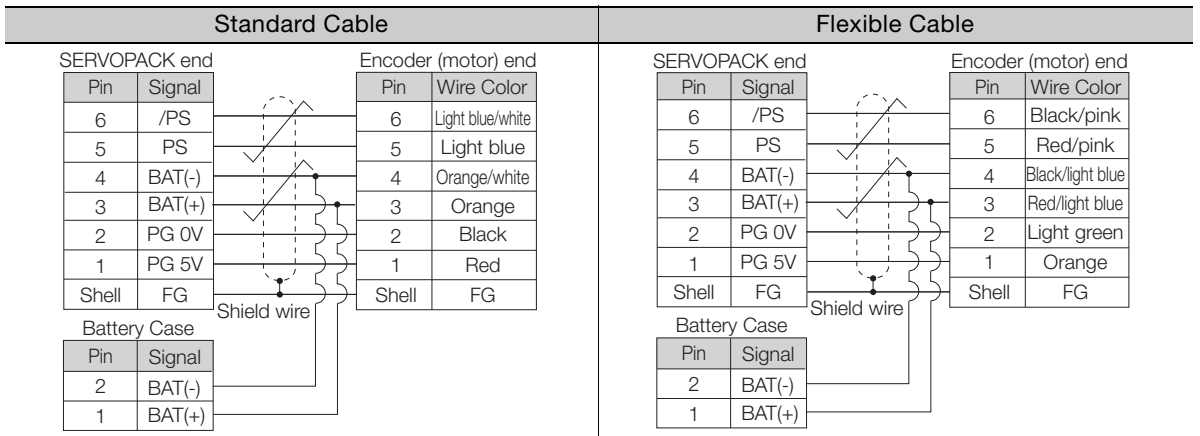 Standard Cable
SERVOPACK end Encoder (motor) end
Pin Signal Pin Wire Color
6 /PS 6 Light blue/white
5 PS 5 Light blue
4 BAT(-) 4 Orange/white
3 BAT(+) 3 Orange
2 PG 0V 2 Black
1 PG 5V 1 Red
Shell FG Shell FG
Shield wire
Battery Case
Pin Signal
2 BAT(-)
1 BAT(+)
Flexible Cable
SERVOPACK end Encoder (motor) end
Pin Signal Pin Wire Color
6 /PS 6 Black/pink
5 PS 5 Red/pink
4 BAT(-) 4 Black/light blue
3 BAT(+) 3 Red/light blue
2 PG 0V 2 Light green
1 PG 5V 1 Orange
Shell FG Shell FG
Shield wire
Battery Case
Pin Signal
2 BAT(-)
1 BAT(+)